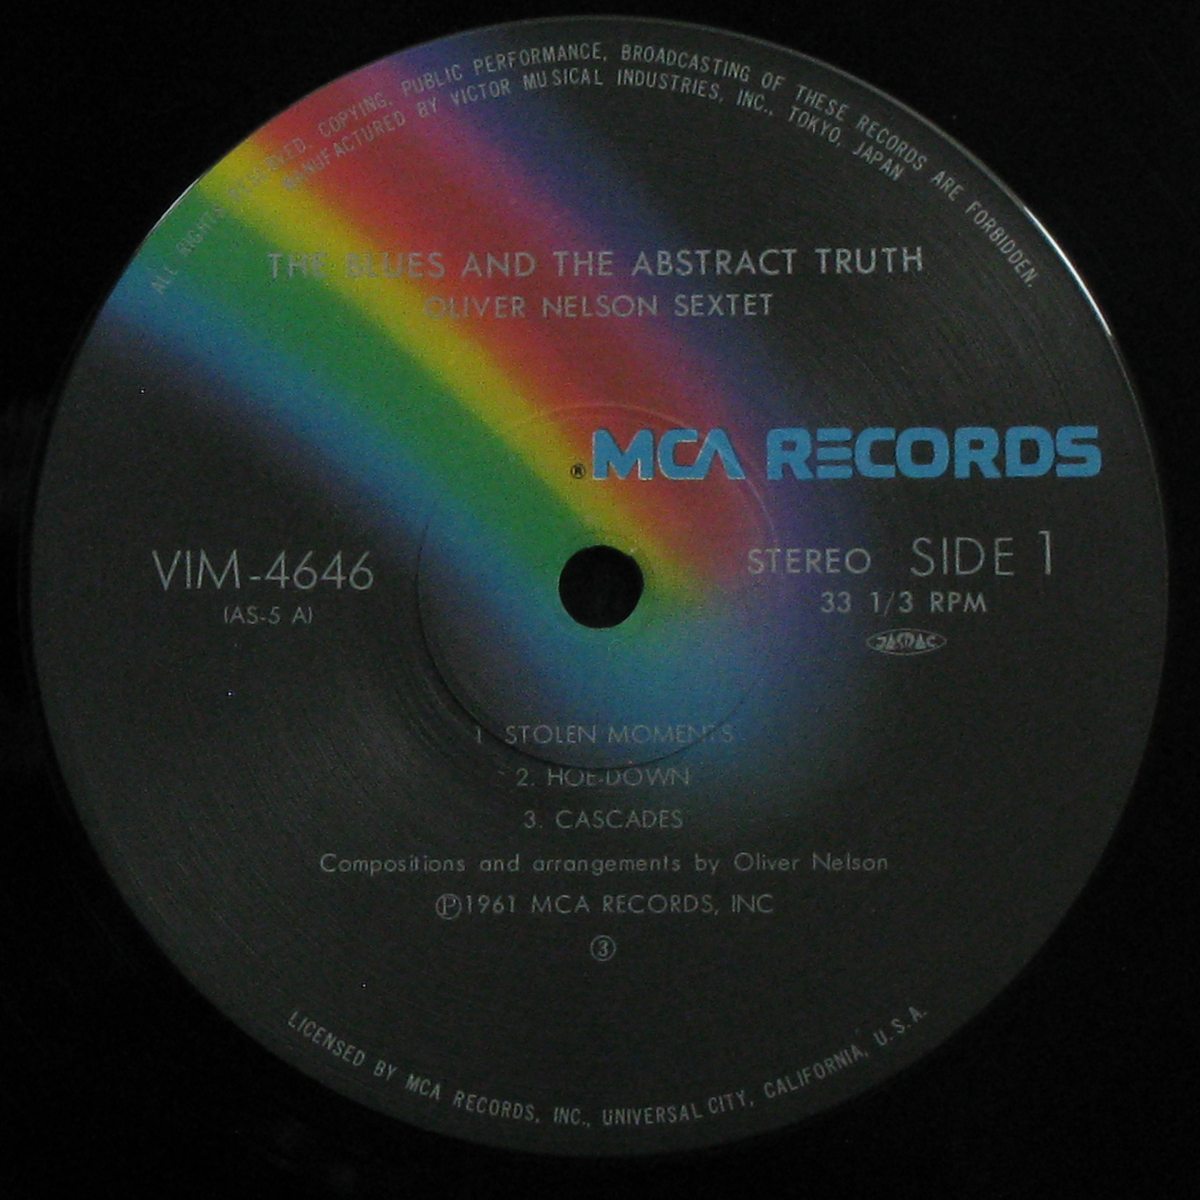 ALL RIGHTS RESERVED. COPYING, PUBLIC PERFORMANCE, BROADCASTING OF THESE RECORDS ARE FORBIDDEN.
MANUFACTURED BY VICTOR MUSICAL INDUSTRIES, INC., TOKYO, JAPAN
THE BLUES AND THE ABSTRACT TRUTH
OLIVER NELSON SEXTET
® MCA RECORDS
VIM-4646
(AS-5 A)
STEREO SIDE 1
33 1/3 RPM
JASRAC
1. STOLEN MOMENTS
2. HOE-DOWN
3. CASCADES
Compositions and arrangements by Oliver Nelson
Ⓟ1961 MCA RECORDS, INC
③
LICENSED BY MCA RECORDS, INC., UNIVERSAL CITY, CALIFORNIA, U.S.A.